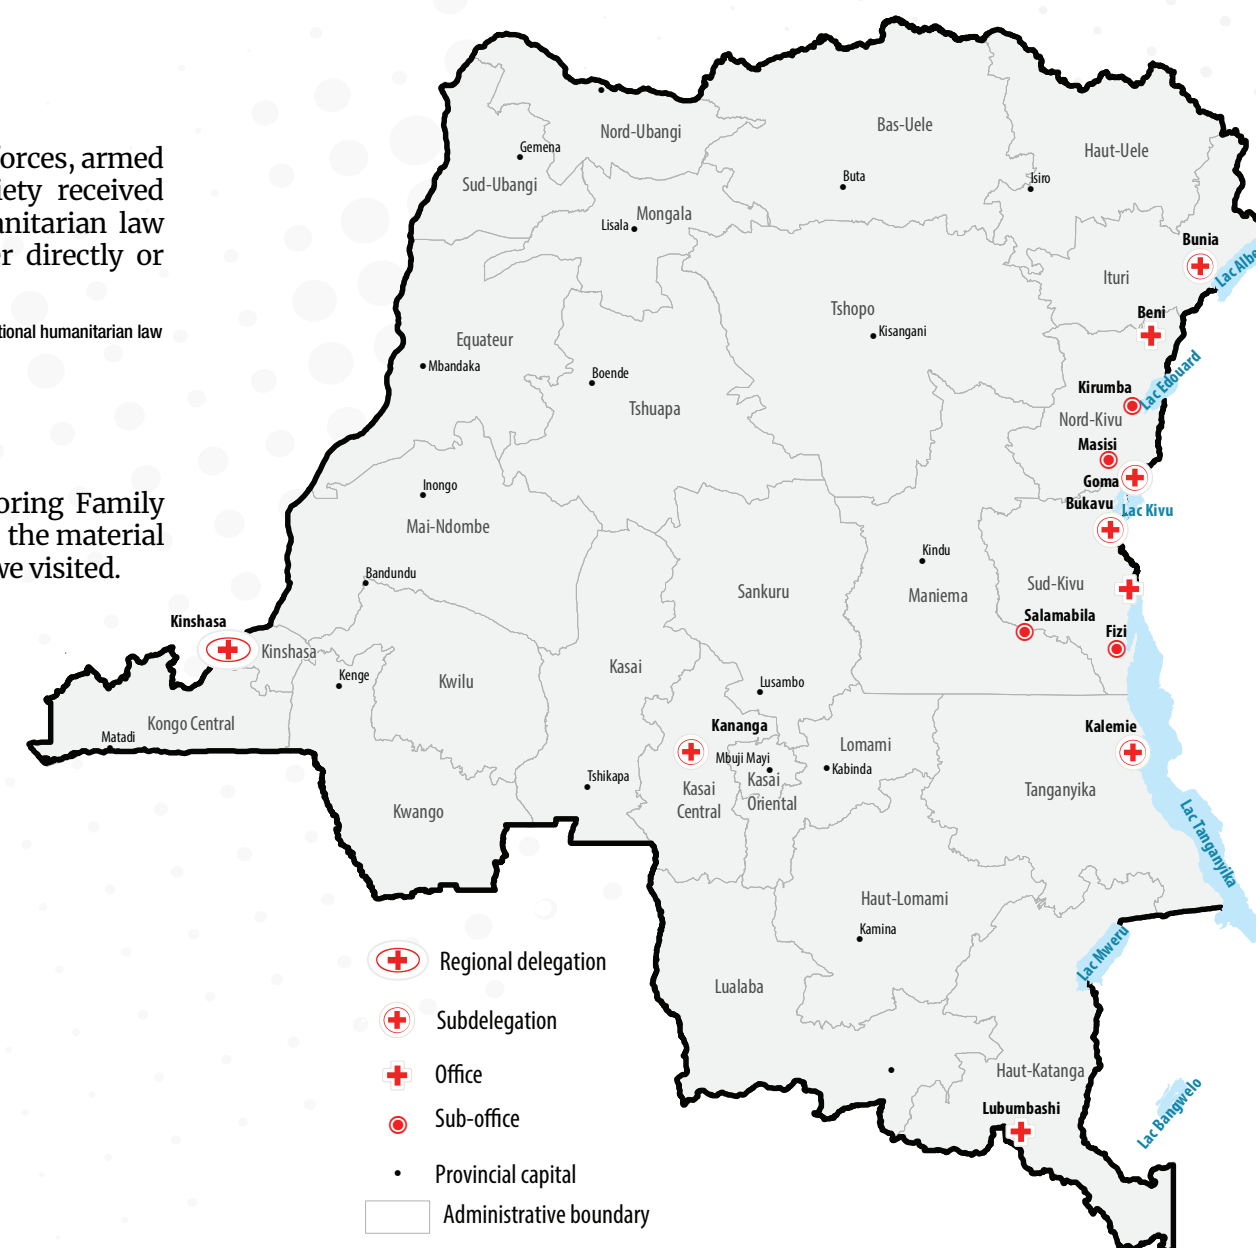 forces, armed
iety received
anitarian law
er directly or
tional humanitarian law
oring Family
the material
we visited.
Nord-Ubangi
Bas-Uele
Haut-Uele
Gemena
Sud-Ubangi
Buta
Isiro
Mongala
Lisala
Bunia
Lac Albe
Ituri
Tshopo
Beni
Kisangani
Equateur
Mbandaka
Boende
Kirumba
Lac Edouard
Tshuapa
Nord-Kivu
Masisi
Goma
Inongo
Bukavu
Lac Kivu
Mai-Ndombe
Kindu
Bandundu
Sankuru
Maniema
Sud-Kivu
Kinshasa
Salamabila
Fizi
Kinshasa
Kasai
Kenge
Kwilu
Lusambo
Kongo Central
Kananga
Kalemie
Matadi
Lomami
Mbuji Mayi
Kabinda
Tshikapa
Kasai
Central
Kasai
Oriental
Tanganyika
Kwango
Lac Tanganyika
Haut-Lomami
Kamina
Lac Mweru
Lualaba
Haut-Katanga
Lubumbashi
Lac Bangwelo
Regional delegation
Subdelegation
Office
Sub-office
Provincial capital
Administrative boundary